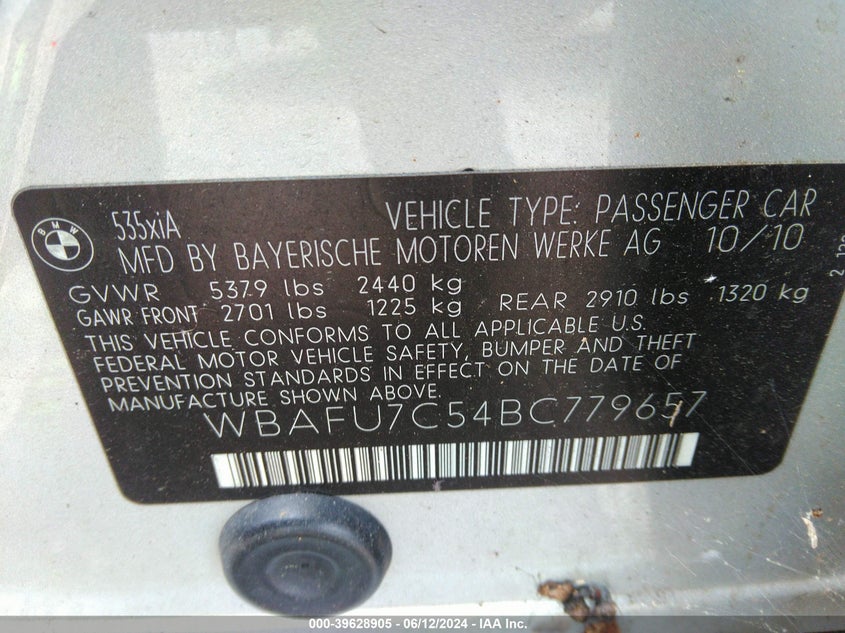 BMW
535xiA
VEHICLE TYPE: PASSENGER CAR
MFD BY BAYERISCHE MOTOREN WERKE AG 10/10
GVWR 5379 lbs 2440 kg
GAWR FRONT 2701 lbs 1225 kg REAR 2910 lbs 1320 kg
THIS VEHICLE CONFORMS TO ALL APPLICABLE U.S.
FEDERAL MOTOR VEHICLE SAFETY, BUMPER AND THEFT
PREVENTION STANDARDS IN EFFECT ON THE DATE OF
MANUFACTURE SHOWN ABOVE.
WBAFU7C54BC779657
000-39628905 / 06/12/2024 - IAA Inc.